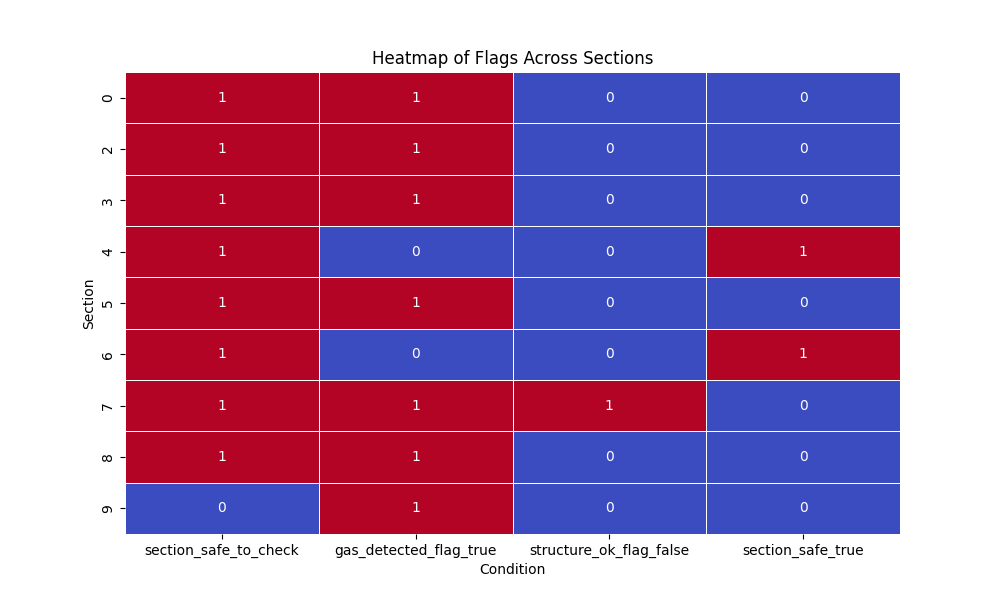 Heatmap of Flags Across Sections
0 1 1 0 0
2 1 1 0 0
3 1 1 0 0
4 1 0 0 1
5 1 1 0 0
6 1 0 0 1
7 1 1 1 0
8 1 1 0 0
9 0 1 0 0
Section
section_safe_to_check gas_detected_flag_true structure_ok_flag_false section_safe_true
Condition